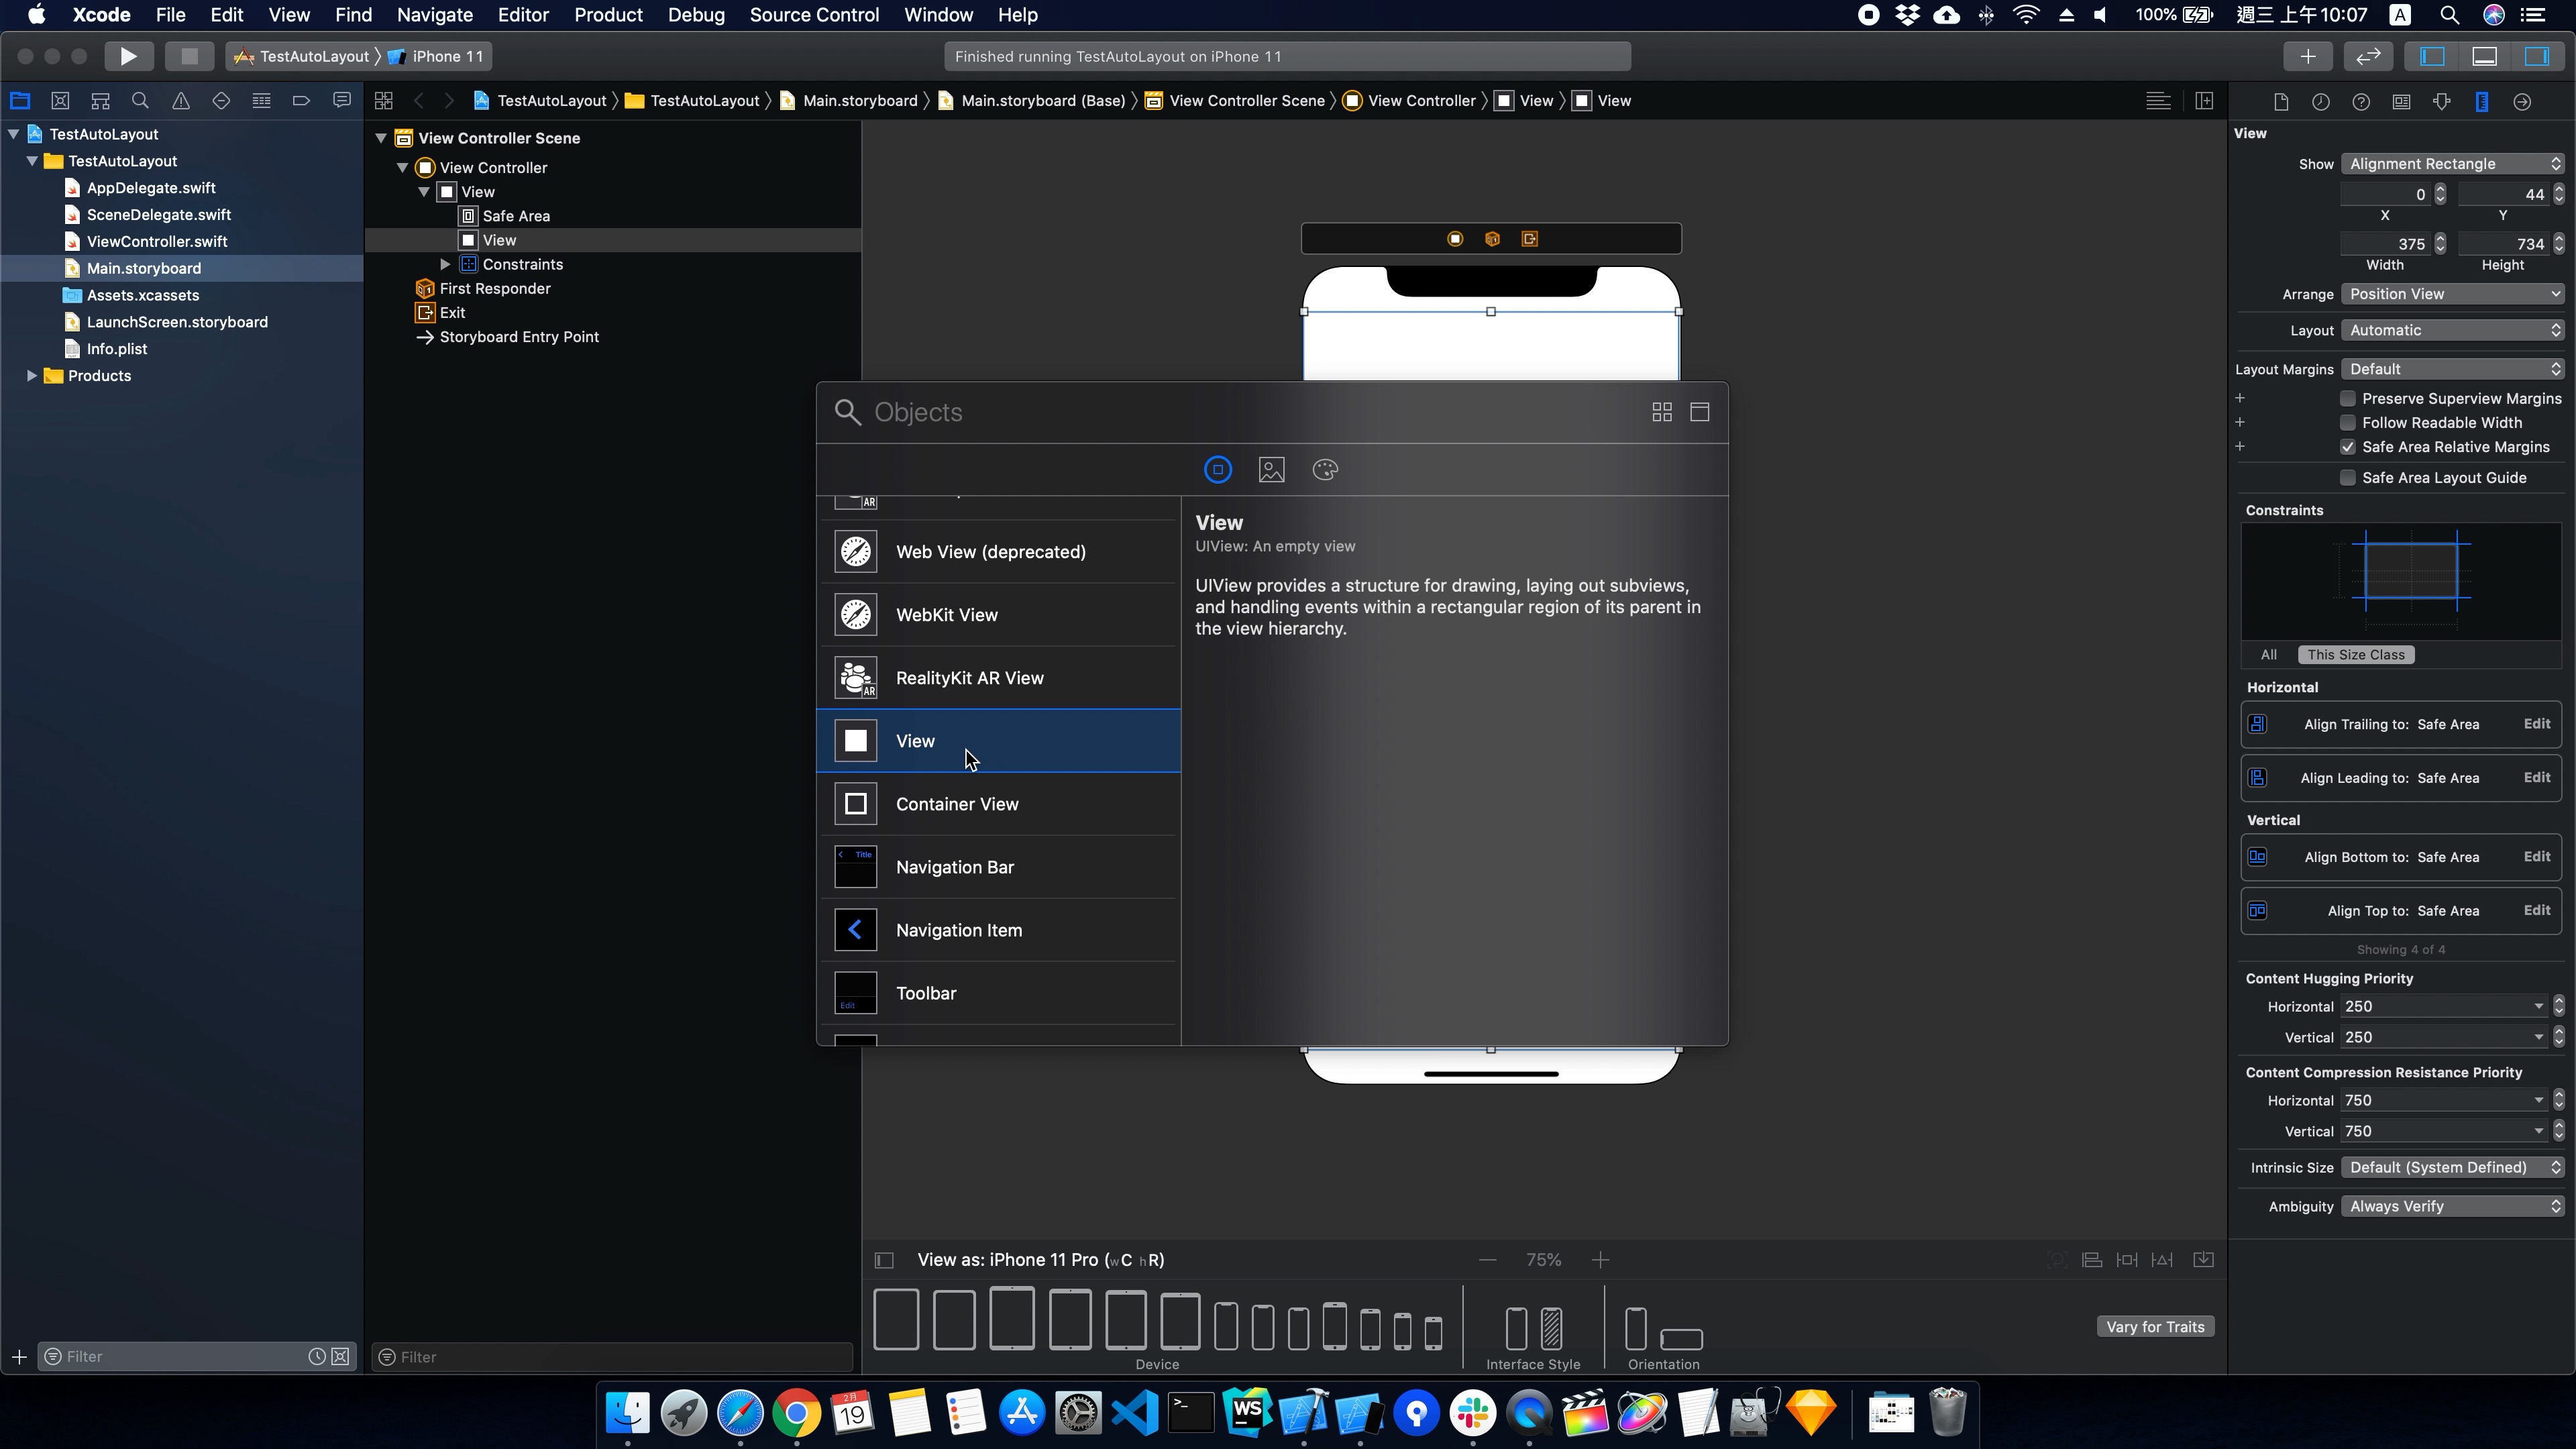 Xcode File Edit View Find Navigate Editor Product Debug Source Control Window Help 100% 週三 上午10:07 A
TestAutoLayout iPhone 11
Finished running TestAutoLayout on iPhone 11
TestAutoLayout TestAutoLayout Main.storyboard Main.storyboard (Base) View Controller Scene View Controller View View
TestAutoLayout
TestAutoLayout
AppDelegate.swift
SceneDelegate.swift
ViewController.swift
Main.storyboard
Assets.xcassets
LaunchScreen.storyboard
Info.plist
Products
Filter
View Controller Scene
View Controller
View
Safe Area
View
Constraints
First Responder
Exit
Storyboard Entry Point
Filter
Objects
AR
Web View (deprecated)
WebKit View
AR
RealityKit AR View
View
Container View
Title
Navigation Bar
Navigation Item
Edit
Toolbar
View
UIView: An empty view
UIView provides a structure for drawing, laying out subviews,
and handling events within a rectangular region of its parent in
the view hierarchy.
View as: iPhone 11 Pro (wC hR)
75%
Device
Interface Style
Orientation
Vary for Traits
View
Show Alignment Rectangle
0 44
X Y
375 734
Width Height
Arrange Position View
Layout Automatic
Layout Margins Default
Preserve Superview Margins
Follow Readable Width
Safe Area Relative Margins
Safe Area Layout Guide
Constraints
All This Size Class
Horizontal
Align Trailing to: Safe Area Edit
Align Leading to: Safe Area Edit
Vertical
Align Bottom to: Safe Area Edit
Align Top to: Safe Area Edit
Showing 4 of 4
Content Hugging Priority
Horizontal 250
Vertical 250
Content Compression Resistance Priority
Horizontal 750
Vertical 750
Intrinsic Size Default (System Defined)
Ambiguity Always Verify
2月
19
WS